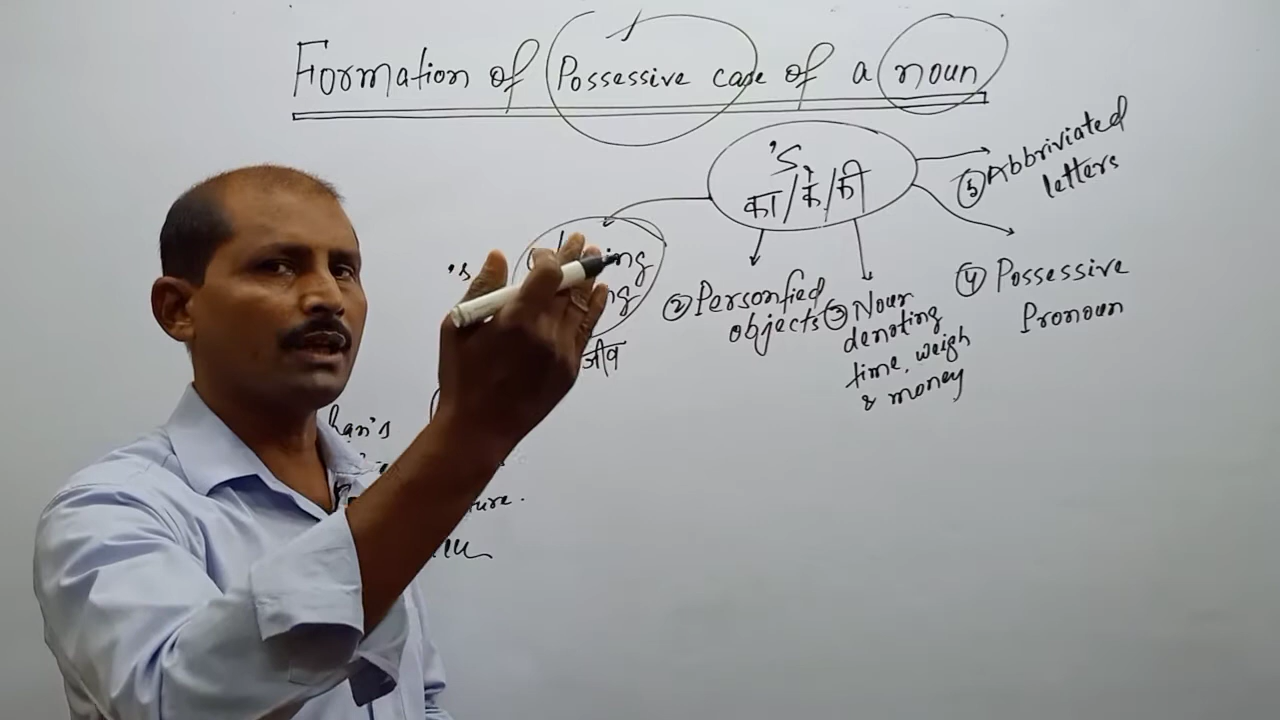 Formation of Possessive case of a noun
's
का/के/की
⑤ Abbriviated
letters
's
② Personfied
objects
③ Noun
denoting
time, weigh
& money
④ Possessive
Pronoun
जीव